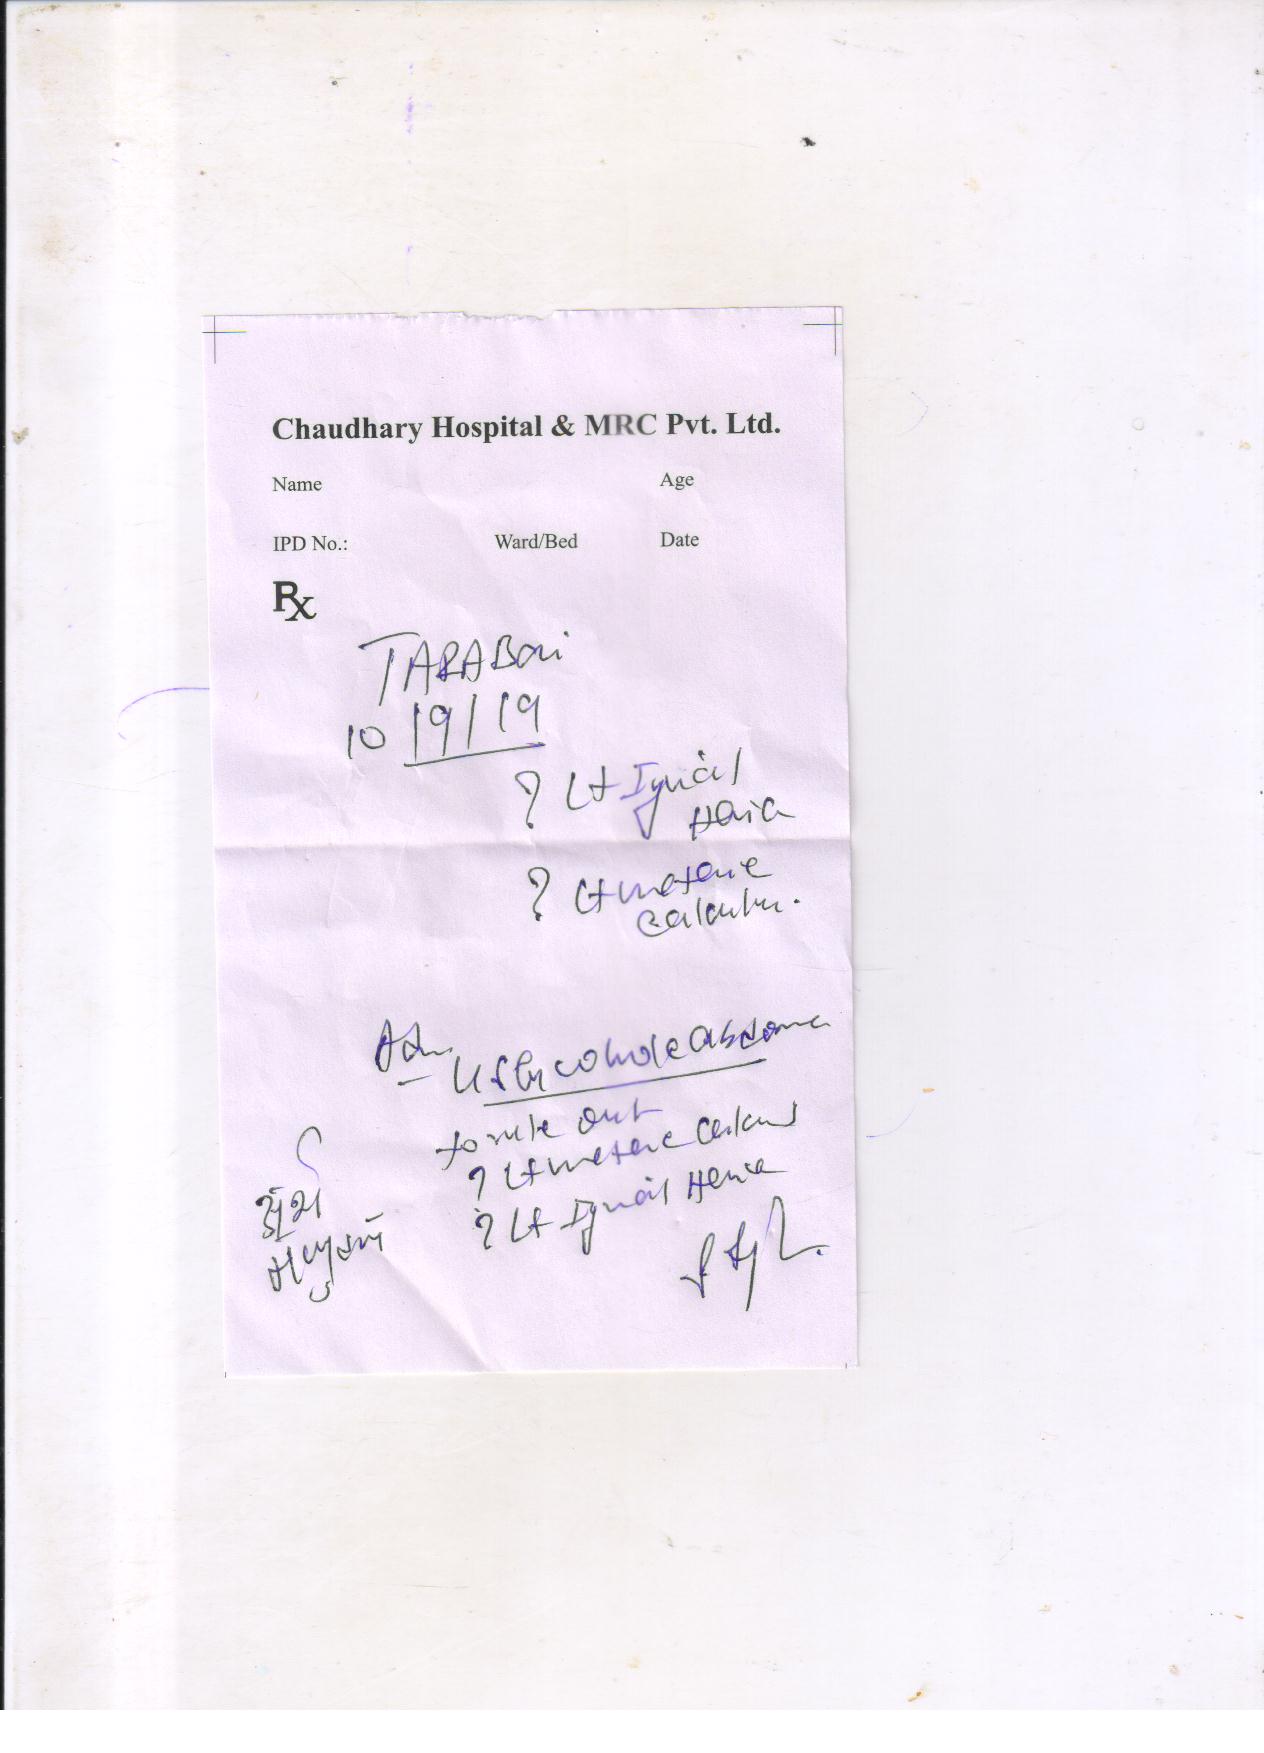 Chaudhary Hospital & MRC Pvt. Ltd.
Name Age
IPD No.: Ward/Bed Date
Rx
TARABai
10/9/19
? Lt Inguinal
Hernia
? Lt ureteric
calculus.
Adv
USG whole abdomen
to rule out
? Lt ureteric calculus
? Lt Inguinal Hernia